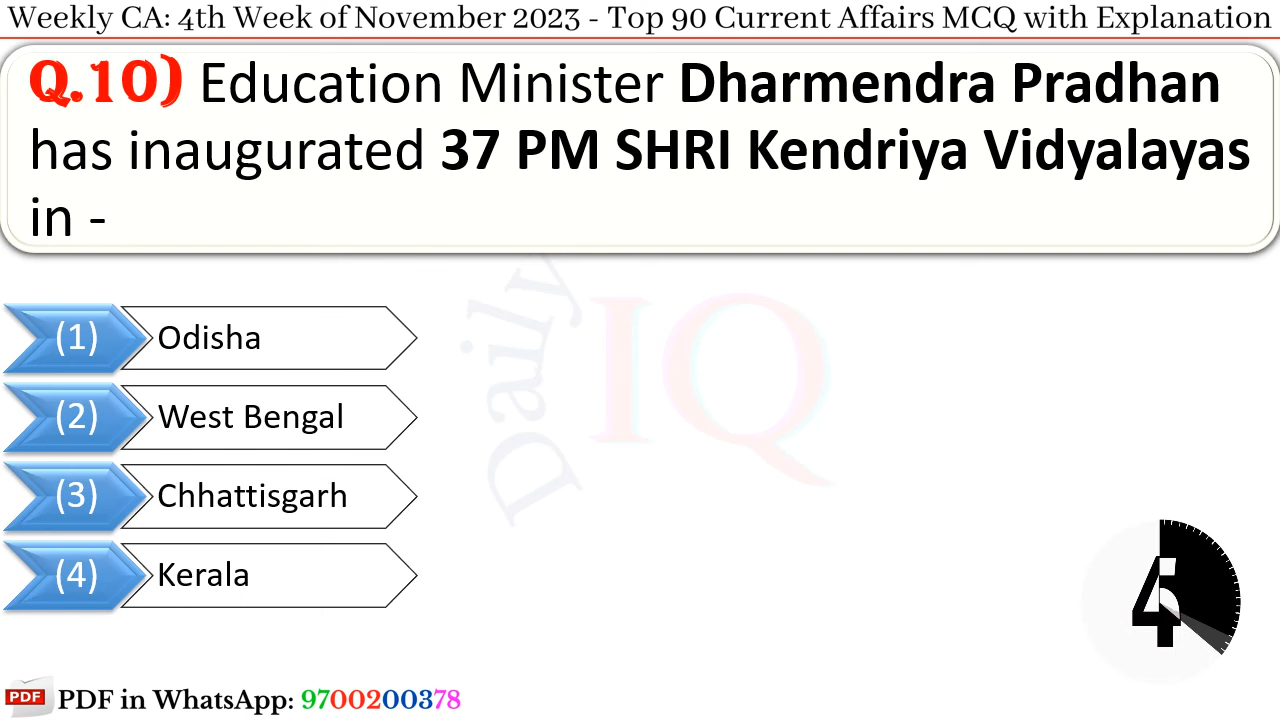 Weekly CA: 4th Week of November 2023 - Top 90 Current Affairs MCQ with Explanation
Q.10) Education Minister Dharmendra Pradhan
has inaugurated 37 PM SHRI Kendriya Vidyalayas
in -
Daily
IQ
(1) Odisha
(2) West Bengal
(3) Chhattisgarh
(4) Kerala
PDF PDF in WhatsApp: 9700200378